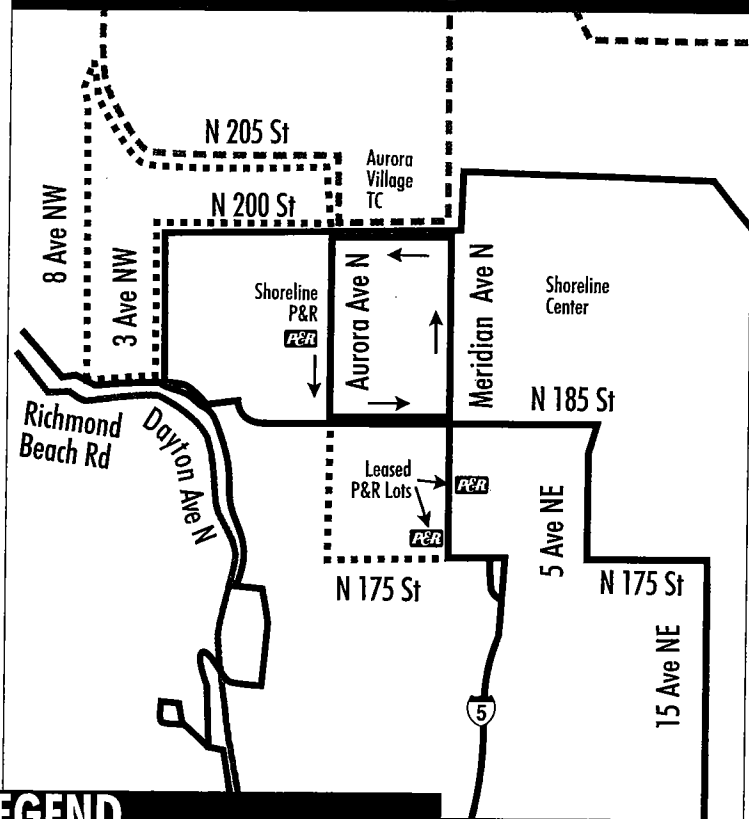 N 205 St
Aurora
Village
TC
N 200 St
8 Ave NW
3 Ave NW
Shoreline
P&R
P&R
Aurora Ave N
Meridian Ave N
Shoreline
Center
N 185 St
Richmond
Beach Rd
Dayton Ave N
Leased
P&R Lots
P&R
P&R
5 Ave NE
N 175 St
N 175 St
15 Ave NE
5
EGEND